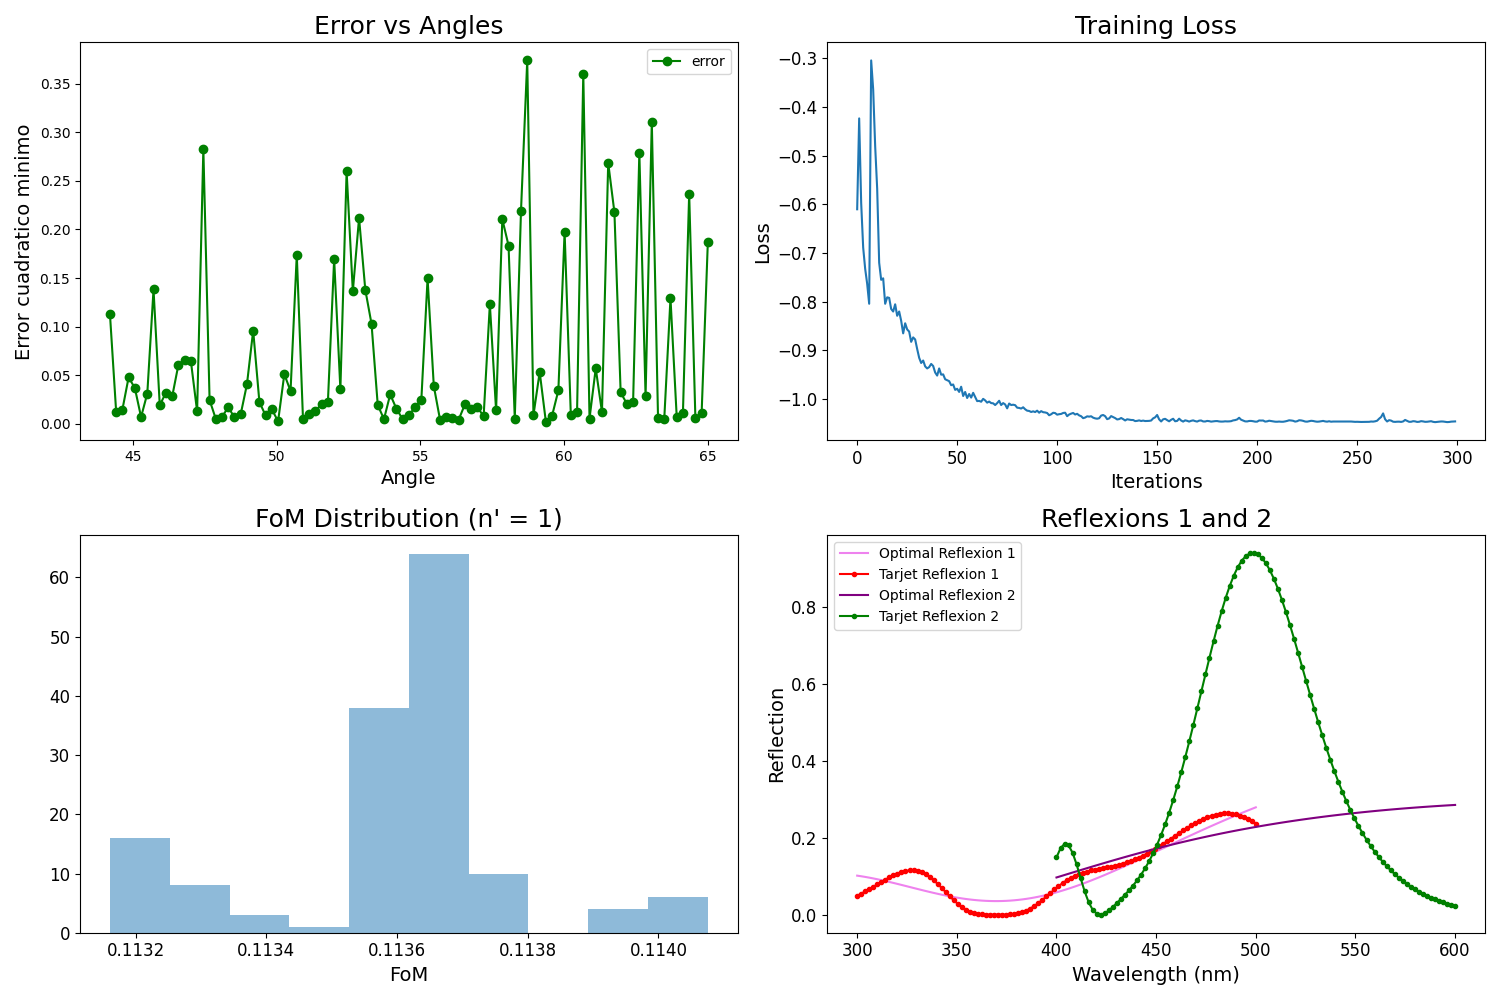 Error vs Angles
error
Error cuadratico minimo
0.35
0.30
0.25
0.20
0.15
0.10
0.05
0.00
45 50 55 60 65
Angle
Training Loss
Loss
−0.3
−0.4
−0.5
−0.6
−0.7
−0.8
−0.9
−1.0
0 50 100 150 200 250 300
Iterations
FoM Distribution (n' = 1)
60
50
40
30
20
10
0
0.1132 0.1134 0.1136 0.1138 0.1140
FoM
Reflexions 1 and 2
Optimal Reflexion 1
Tarjet Reflexion 1
Optimal Reflexion 2
Tarjet Reflexion 2
Reflection
0.8
0.6
0.4
0.2
0.0
300 350 400 450 500 550 600
Wavelength (nm)